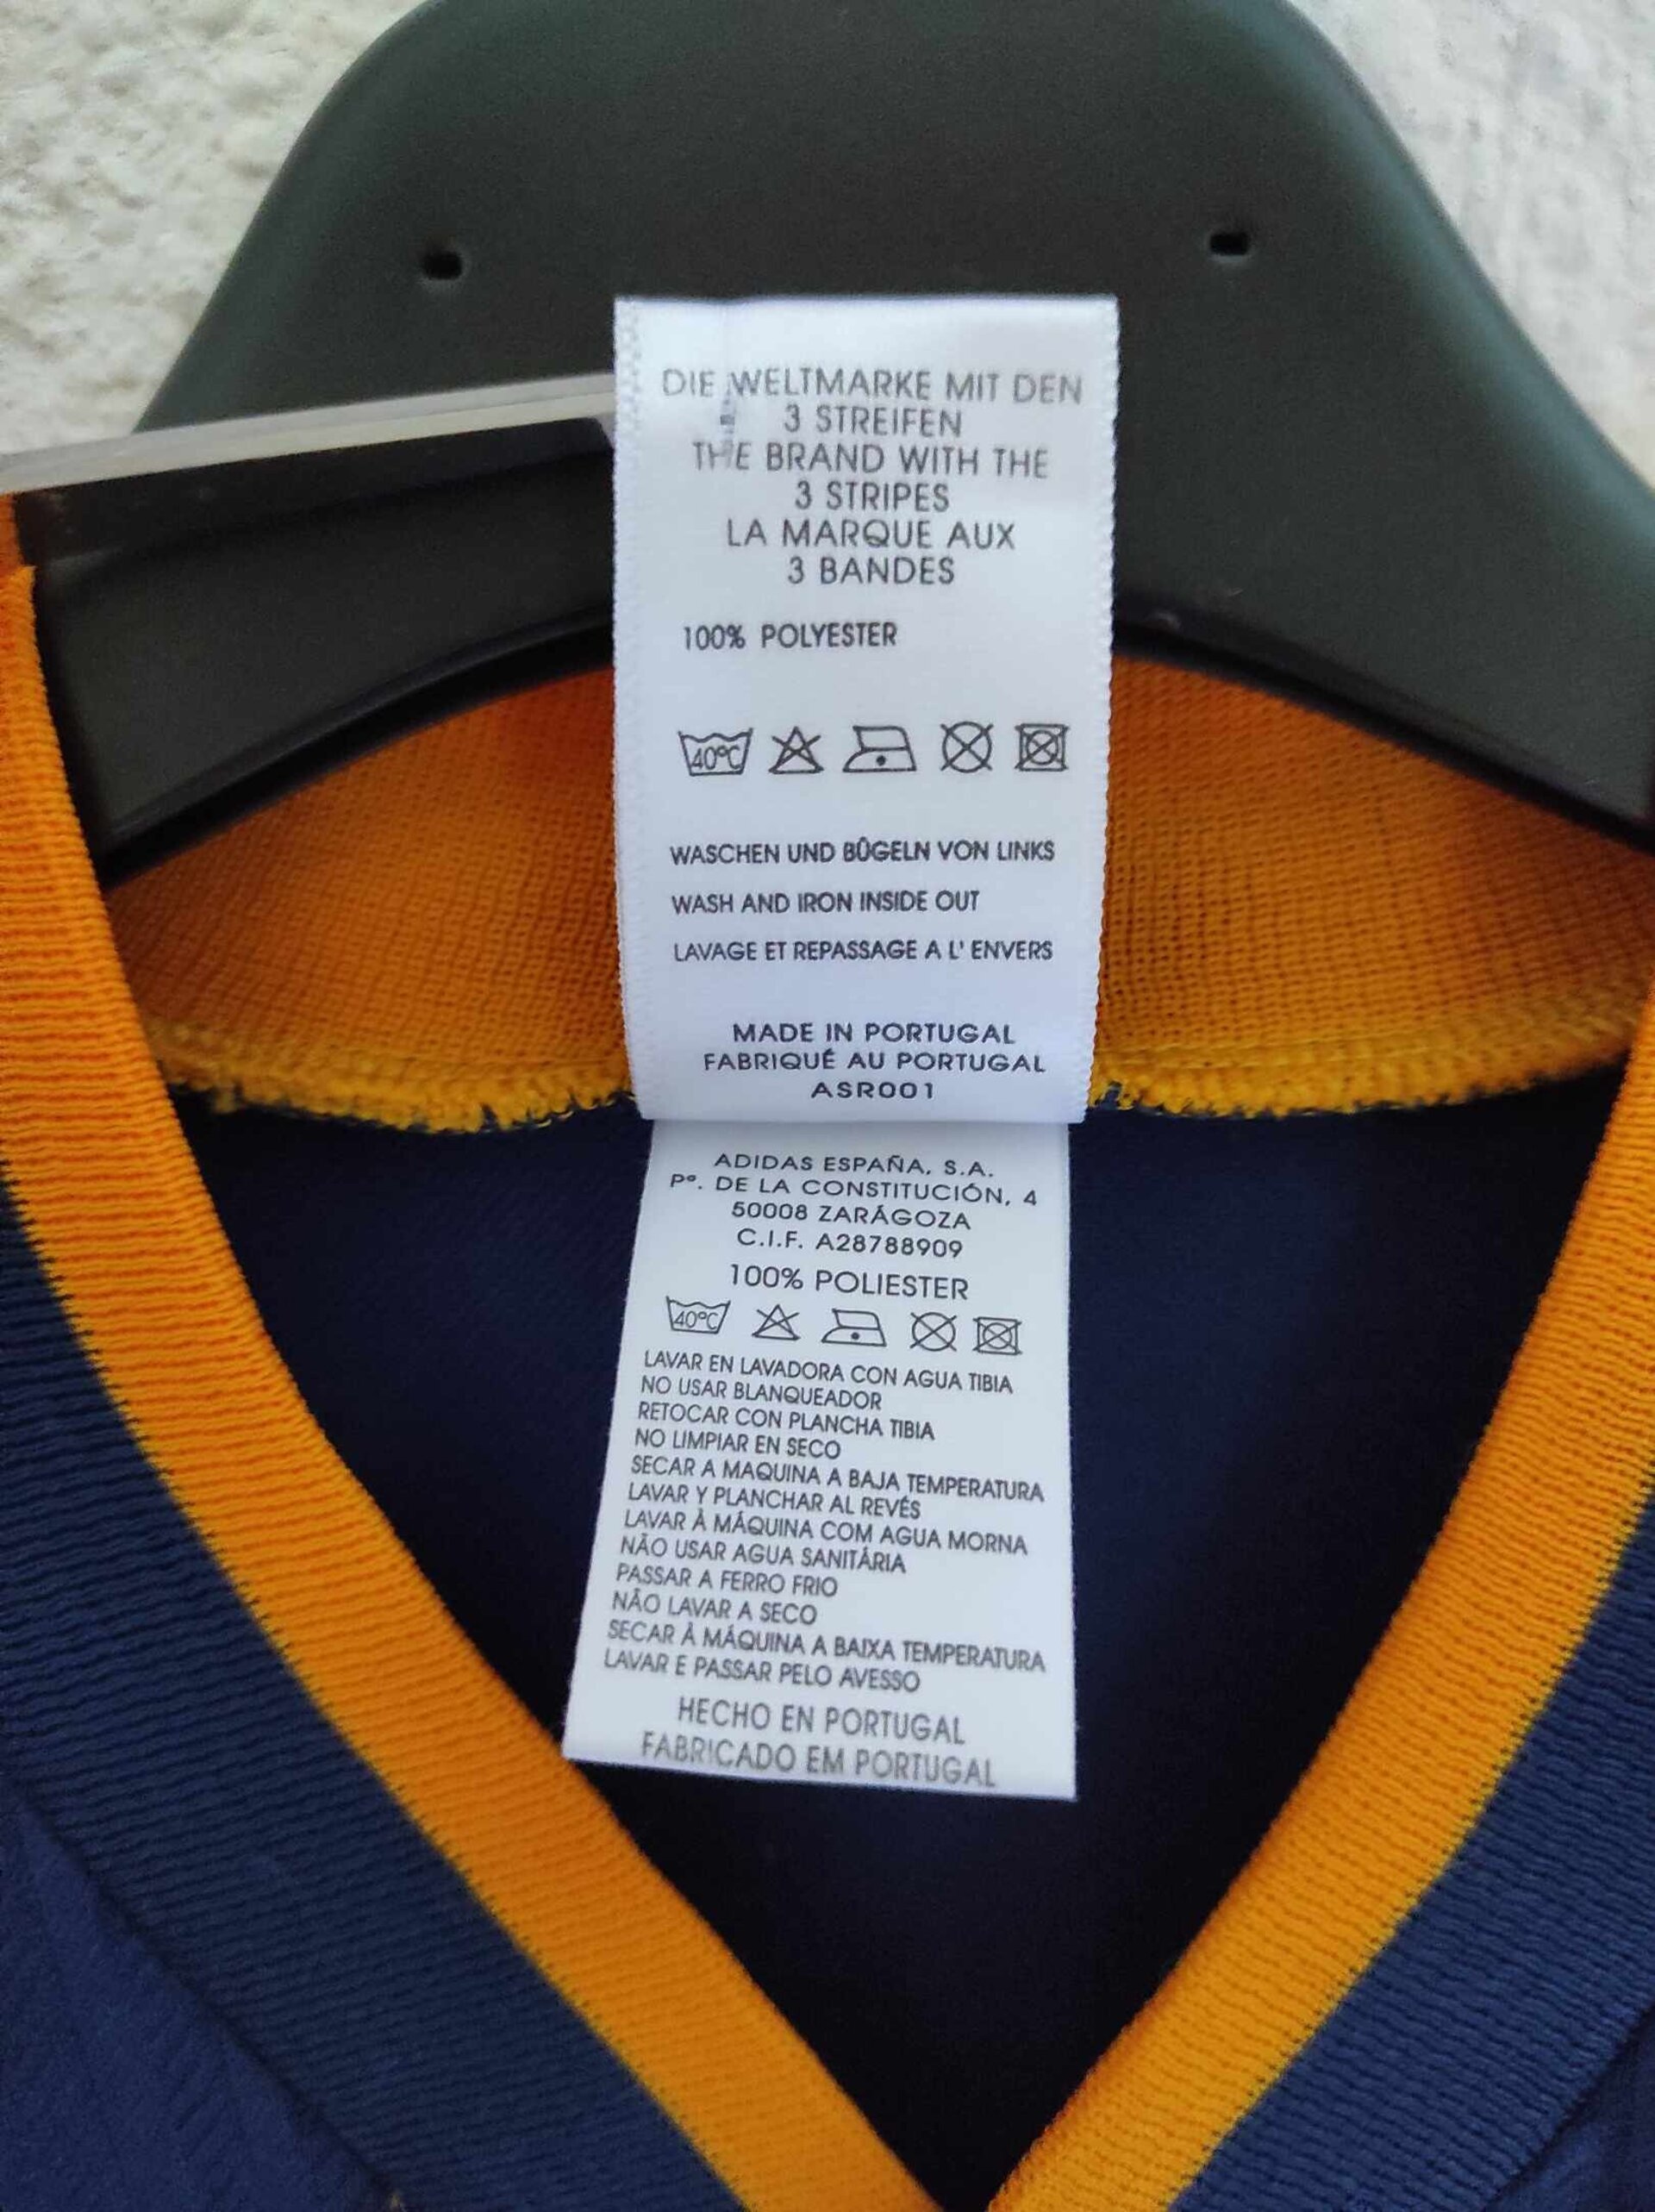 DIE WELTMARKE MIT DEN
3 STREIFEN
THE BRAND WITH THE
3 STRIPES
LA MARQUE AUX
3 BANDES
100% POLYESTER
40°C
WASCHEN UND BÛGELN VON LINKS
WASH AND IRON INSIDE OUT
LAVAGE ET REPASSAGE A L' ENVERS
MADE IN PORTUGAL
FABRIQUÉ AU PORTUGAL
ASR001
ADIDAS ESPAÑA, S.A.
Pº. DE LA CONSTITUCIÓN, 4
50008 ZARÁGOZA
C.I.F. A28788909
100% POLIESTER
40°C
LAVAR EN LAVADORA CON AGUA TIBIA
NO USAR BLANQUEADOR
RETOCAR CON PLANCHA TIBIA
NO LIMPIAR EN SECO
SECAR A MAQUINA A BAJA TEMPERATURA
LAVAR Y PLANCHAR AL REVÉS
LAVAR À MÁQUINA COM AGUA MORNA
NÃO USAR AGUA SANITÁRIA
PASSAR A FERRO FRIO
NÃO LAVAR A SECO
SECAR À MÁQUINA A BAIXA TEMPERATURA
LAVAR E PASSAR PELO AVESSO
HECHO EN PORTUGAL
FABRICADO EM PORTUGAL